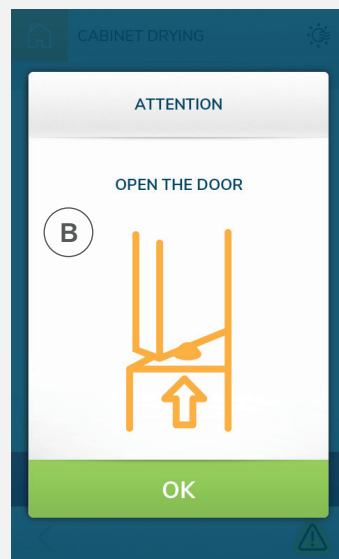 CABINET DRYING
ATTENTION
OPEN THE DOOR
B
OK